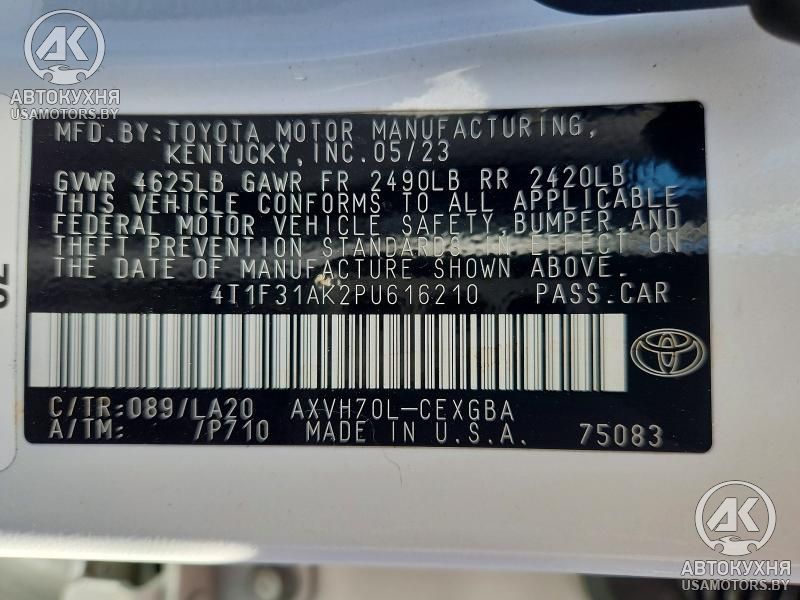 AK
АВТОКУХНЯ
USAMOTORS.BY
MFD. BY: TOYOTA MOTOR MANUFACTURING,
KENTUCKY, INC. 05/23
GVWR 4625LB GAWR FR 2490LB RR 2420LB
THIS VEHICLE CONFORMS TO ALL APPLICABLE
FEDERAL MOTOR VEHICLE SAFETY, BUMPER, AND
THEFT PREVENTION STANDARDS IN EFFECT ON
THE DATE OF MANUFACTURE SHOWN ABOVE.
4T1F31AK2PU616210 PASS.CAR
C/TR: 089/LA20 AXVH70L-CEXGBA
A/TM: /P710 MADE IN U.S.A. 75083
AK
АВТОКУХНЯ
USAMOTORS.BY